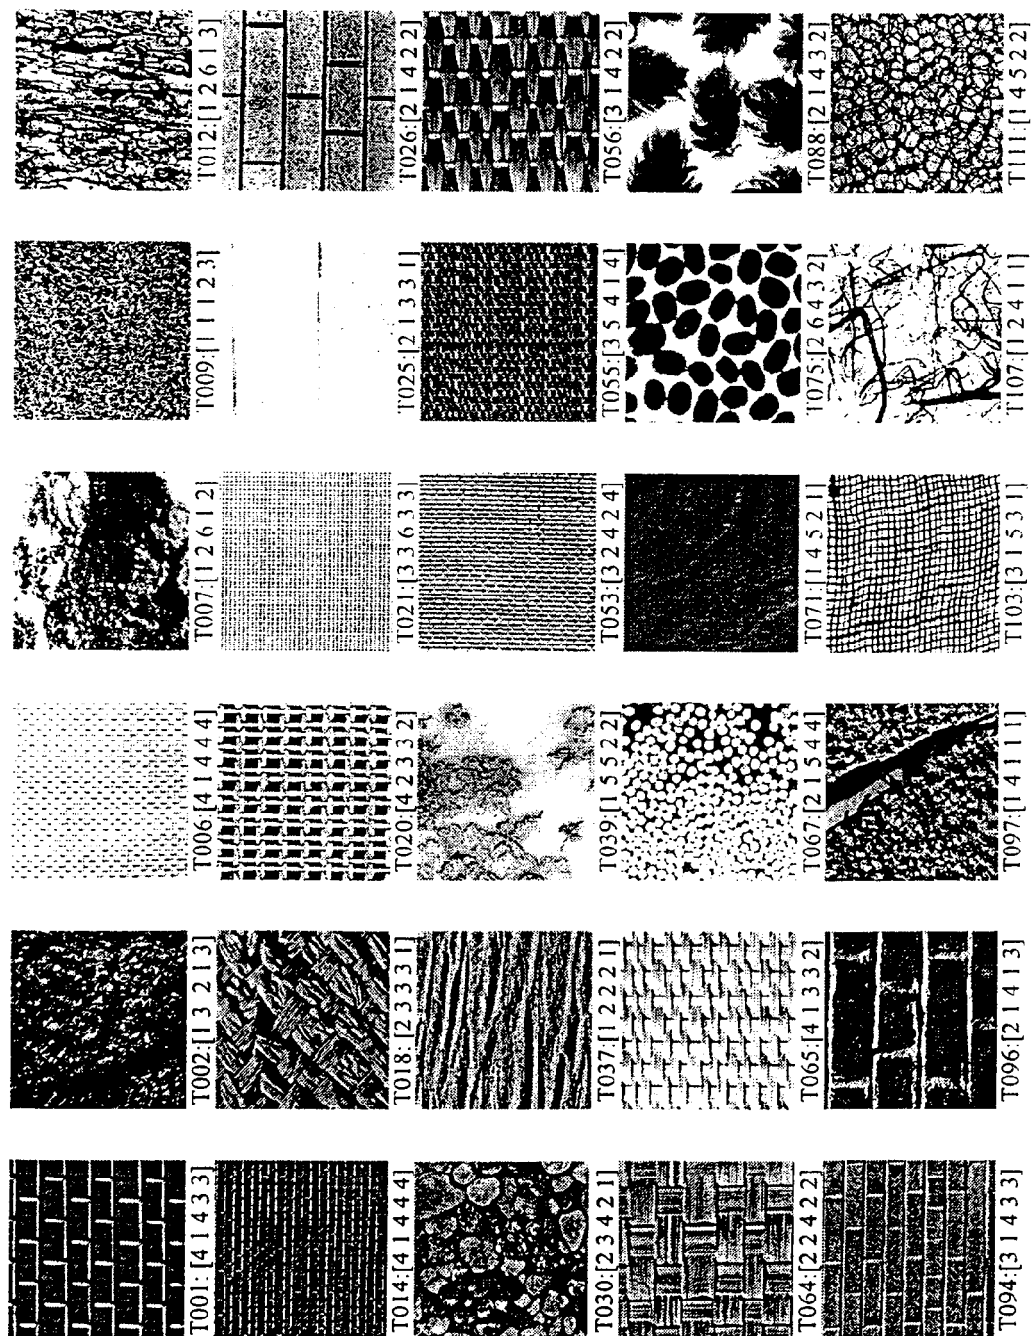 T001: [4 1 4 3 3]
T002:[1 3 2 1 3]
T006:[4 1 4 4 4]
T007:[1 2 6 1 2]
T009:[1 1 1 2 3]
T012:[1 2 6 1 3]
T014:[4 1 4 4 4]
T018:[2 3 3 3 1]
T020:[4 2 3 3 2]
T021:[3 3 6 3 3]
T025:[2 1 3 3 1]
T026:[2 1 4 2 2]
T030:[2 3 4 2 1]
T037:[1 2 2 2 1]
T039:[1 5 5 2 2]
T053:[3 2 4 2 4]
T055:[3 5 4 1 4]
T056:[3 1 4 2 2]
T064:[2 2 4 2 2]
T065:[4 1 3 3 2]
T067:[2 1 5 4 4]
T071:[1 4 5 2 1]
T075:[2 6 4 3 2]
T088:[2 1 4 3 2]
T094:[3 1 4 3 3]
T096:[2 1 4 1 3]
T097:[1 4 1 1 1]
T103:[3 1 5 3 1]
T107:[1 2 4 1 1]
T111:[1 4 5 2 2]